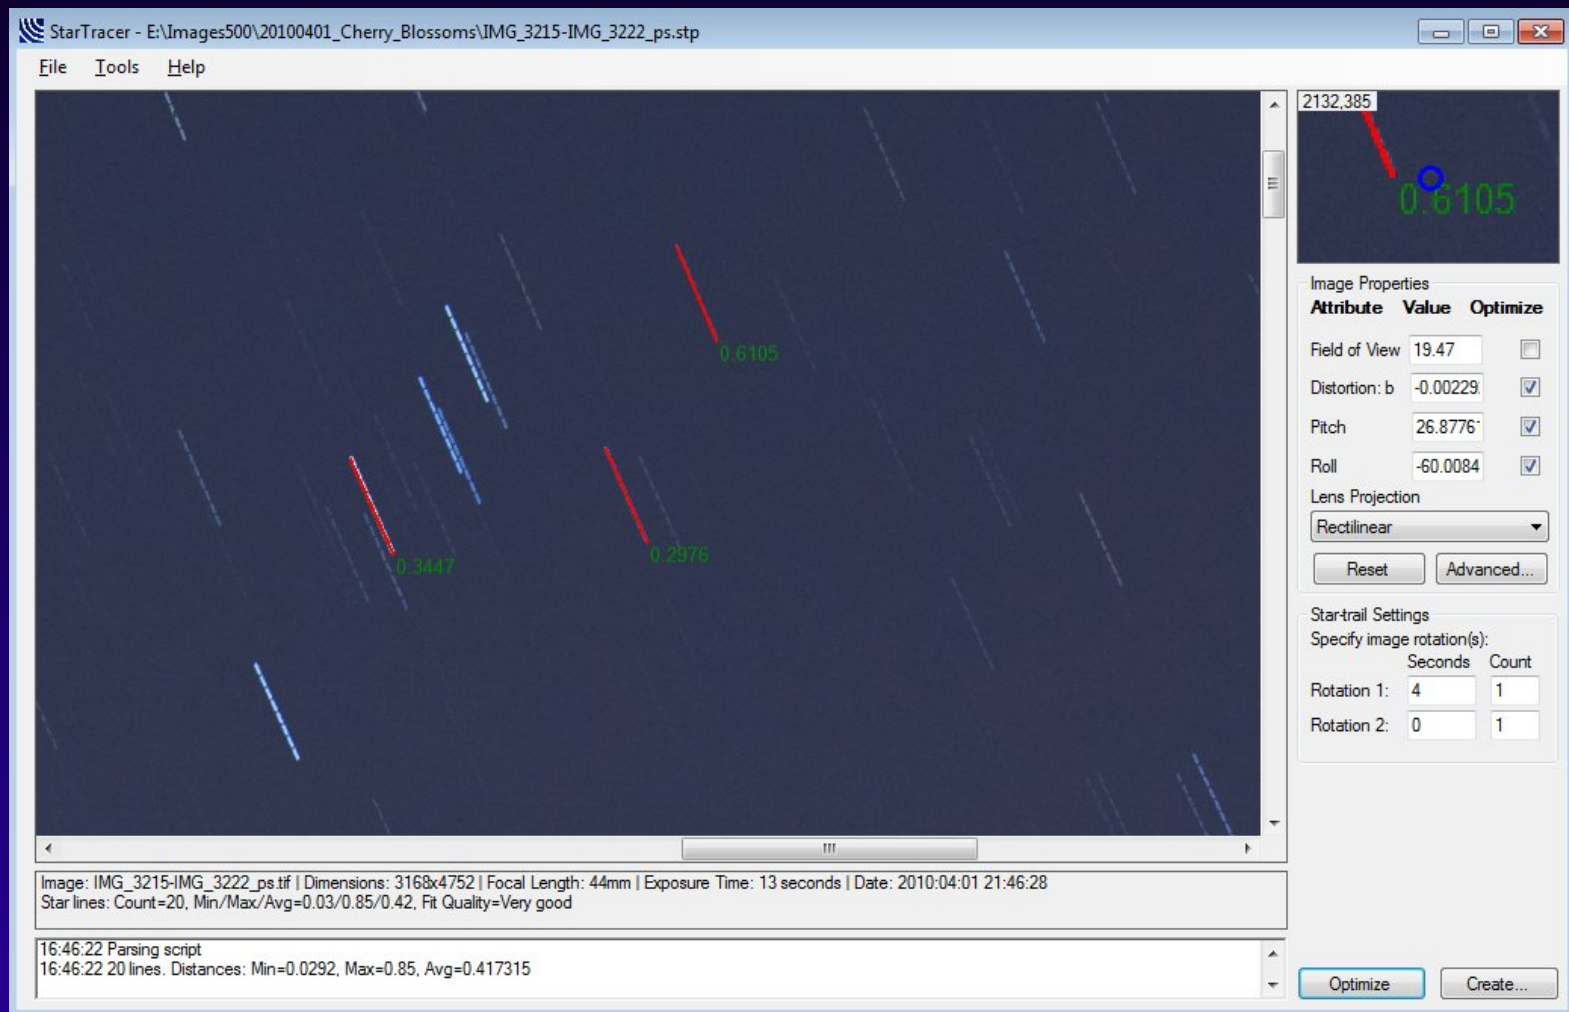 StarTracer - E:\Images500\20100401_Cherry_Blossoms\IMG_3215-IMG_3222_ps.stp
File Tools Help
2132,385
0.6105
0.6105
0.3447
0.2976
Image Properties
Attribute Value Optimize
Field of View 19.47
Distortion: b -0.00229
Pitch 26.8776
Roll -60.0084
Lens Projection
Rectilinear
Reset Advanced...
Star-trail Settings
Specify image rotation(s):
Seconds Count
Rotation 1: 4 1
Rotation 2: 0 1
Image: IMG_3215-IMG_3222_ps.tif | Dimensions: 3168x4752 | Focal Length: 44mm | Exposure Time: 13 seconds | Date: 2010:04:01 21:46:28
Star lines: Count=20, Min/Max/Avg=0.03/0.85/0.42, Fit Quality=Very good
16:46:22 Parsing script
16:46:22 20 lines. Distances: Min=0.0292, Max=0.85, Avg=0.417315
Optimize Create...